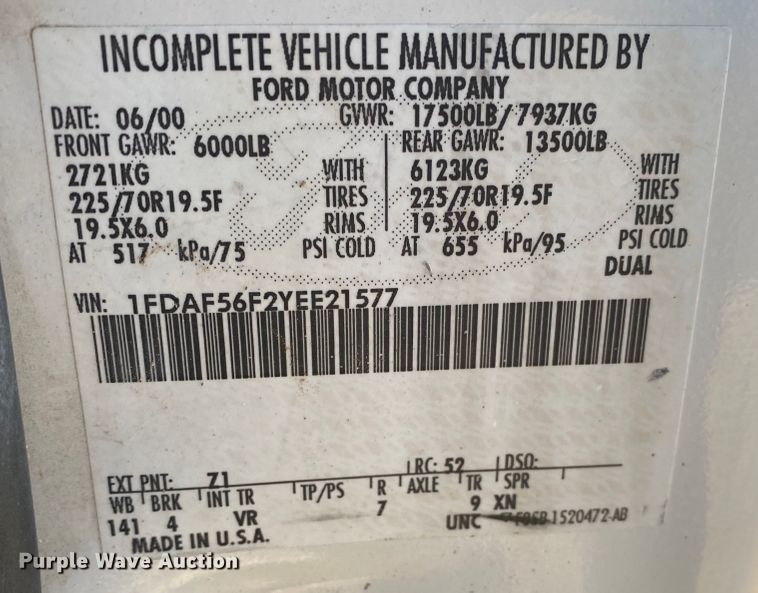 INCOMPLETE VEHICLE MANUFACTURED BY
FORD MOTOR COMPANY
DATE: 06/00 GVWR: 17500LB/ 7937KG
FRONT GAWR: 6000LB REAR GAWR: 13500LB
2721KG WITH 6123KG WITH
225/70R19.5F TIRES 225/70R19.5F TIRES
19.5X6.0 RIMS 19.5X6.0 RIMS
AT 517 kPa/75 PSI COLD AT 655 kPa/95 PSI COLD
DUAL
VIN: 1FDAF56F2YEE21577
EXT PNT: Z1 RC: 52 DSO:
WB BRK INT TR TP/PS R AXLE TR SPR
141 4 VR 7 9 XN
UNC 1520472-AB
MADE IN U.S.A.
Purple Wave Auction